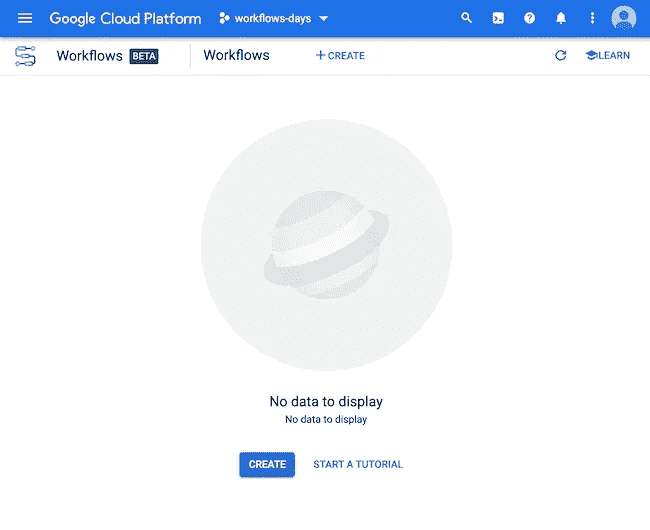 Google Cloud Platform workflows-days
Workflows BETA Workflows CREATE LEARN
No data to display
No data to display
CREATE START A TUTORIAL